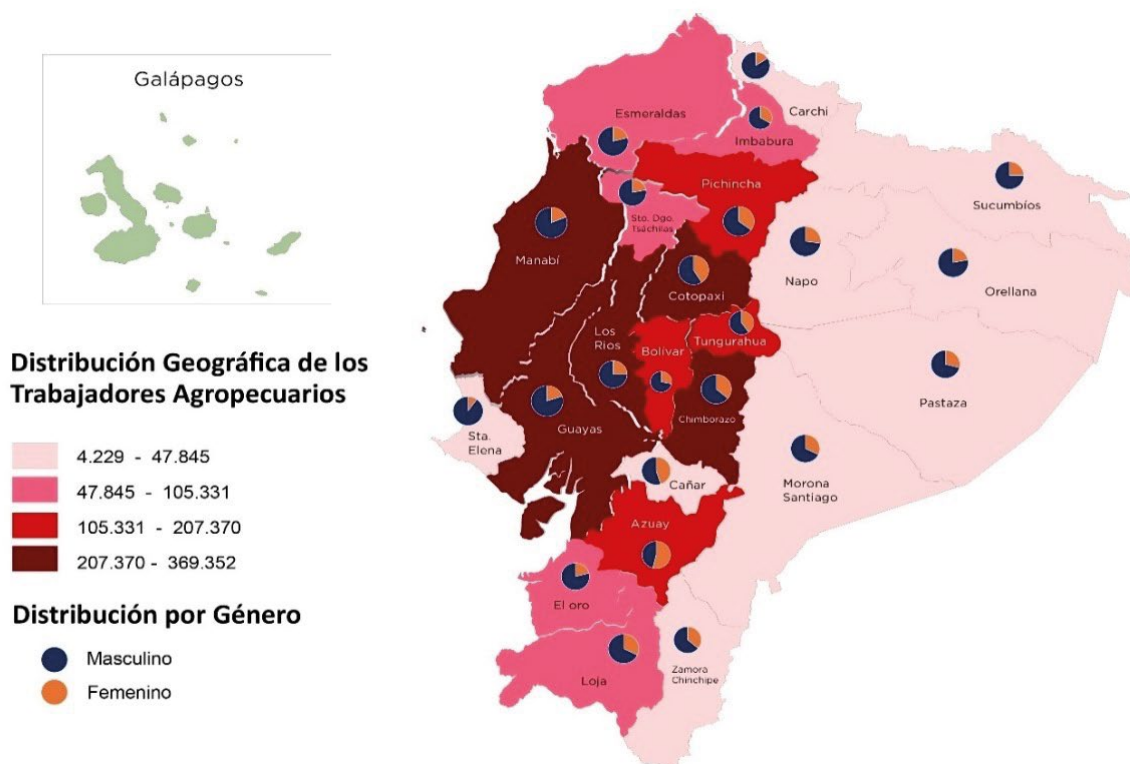 Galápagos
Esmeraldas
Carchi
Imbabura
Pichincha
Sucumbíos
Sto. Dgo.
Tsáchilas
Manabí
Napo
Orellana
Cotopaxi
Distribución Geográfica de los
Trabajadores Agropecuarios
4.229 - 47.845
47.845 - 105.331
105.331 - 207.370
207.370 - 369.352
Los
Rios
Bolívar
Tungurahua
Pastaza
Guayas
Chimborazo
Sta.
Elena
Cañar
Morona
Santiago
Azuay
El oro
Loja
Zamora
Chinchipe
Distribución por Género
Masculino
Femenino